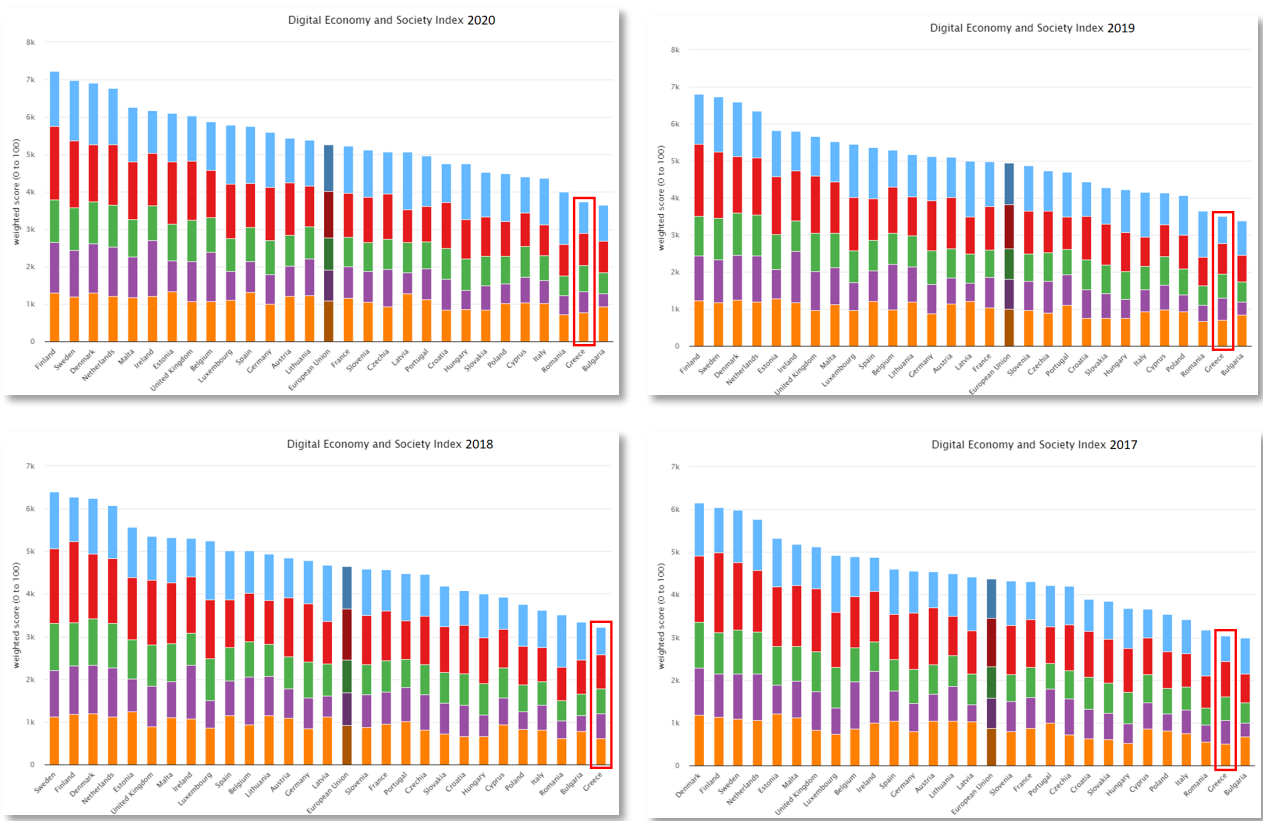 Digital Economy and Society Index 2020
weighted score (0 to 100)
8k
7k
6k
5k
4k
3k
2k
1k
0
Finland
Sweden
Denmark
Netherlands
Malta
Ireland
Estonia
United Kingdom
Belgium
Luxembourg
Spain
Germany
Austria
Lithuania
European Union
France
Slovenia
Czechia
Latvia
Portugal
Croatia
Hungary
Slovakia
Poland
Cyprus
Italy
Romania
Greece
Bulgaria
Digital Economy and Society Index 2019
weighted score (0 to 100)
8k
7k
6k
5k
4k
3k
2k
1k
0
Finland
Sweden
Denmark
Netherlands
Estonia
Ireland
United Kingdom
Malta
Luxembourg
Spain
Belgium
Lithuania
Germany
Austria
Latvia
France
European Union
Slovenia
Czechia
Portugal
Croatia
Slovakia
Hungary
Italy
Cyprus
Poland
Romania
Greece
Bulgaria
Digital Economy and Society Index 2018
weighted score (0 to 100)
7k
6k
5k
4k
3k
2k
1k
0
Sweden
Finland
Denmark
Netherlands
Estonia
United Kingdom
Malta
Ireland
Luxembourg
Spain
Belgium
Lithuania
Austria
Germany
Latvia
European Union
Slovenia
France
Portugal
Czechia
Slovakia
Croatia
Hungary
Cyprus
Poland
Italy
Romania
Bulgaria
Greece
Digital Economy and Society Index 2017
weighted score (0 to 100)
7k
6k
5k
4k
3k
2k
1k
0
Denmark
Finland
Sweden
Netherlands
Estonia
Malta
United Kingdom
Luxembourg
Belgium
Ireland
Spain
Germany
Austria
Lithuania
Latvia
European Union
Slovenia
France
Portugal
Czechia
Croatia
Slovakia
Hungary
Cyprus
Poland
Italy
Romania
Greece
Bulgaria